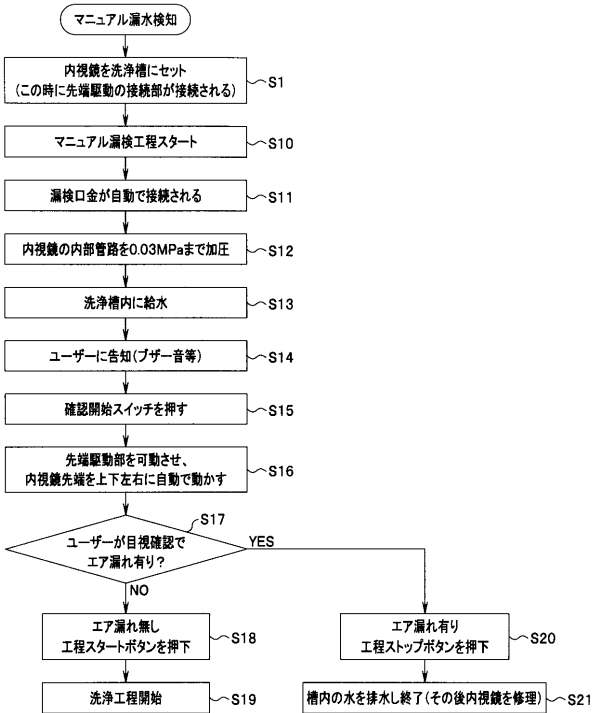 マニュアル漏水検知
内視鏡を洗浄槽にセット
(この時に先端駆動の接続部が接続される)
S1
マニュアル漏検工程スタート
S10
漏検口金が自動で接続される
S11
内視鏡の内部管路を0.03MPaまで加圧
S12
洗浄槽内に給水
S13
ユーザーに告知(ブザー音等)
S14
確認開始スイッチを押す
S15
先端駆動部を可動させ、
内視鏡先端を上下左右に自動で動かす
S16
S17
ユーザーが目視確認で
エア漏れ有り?
YES
NO
エア漏れ無し
工程スタートボタンを押下
S18
エア漏れ有り
工程ストップボタンを押下
S20
洗浄工程開始
S19
槽内の水を排水し終了(その後内視鏡を修理)
S21